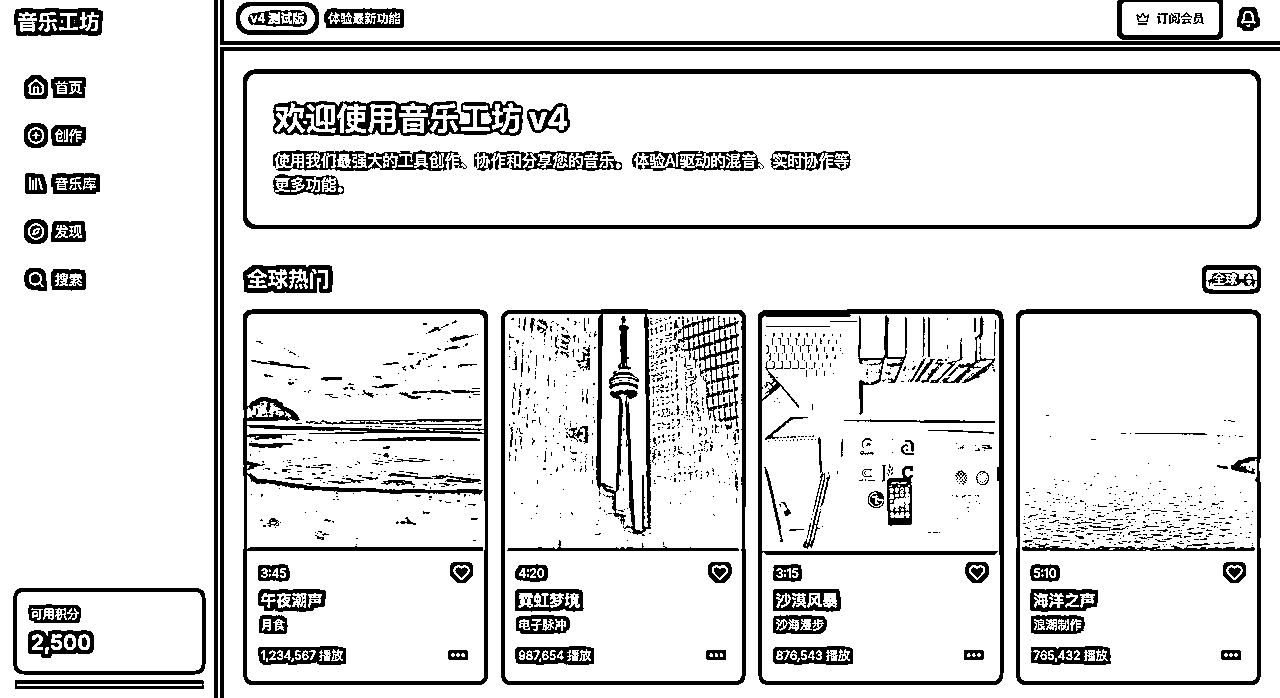 音乐工坊
首页
创作
音乐库
发现
搜索
可用积分
2,500
v4 测试版 体验最新功能
订阅会员
欢迎使用音乐工坊 v4
使用我们最强大的工具创作、协作和分享您的音乐。体验AI驱动的混音、实时协作等
更多功能。
全球热门
全球
3:45
午夜潮声
月食
1,234,567 播放
4:20
霓虹梦境
电子脉冲
987,654 播放
3:15
沙漠风暴
沙海漫步
876,543 播放
5:10
海洋之声
浪潮制作
765,432 播放